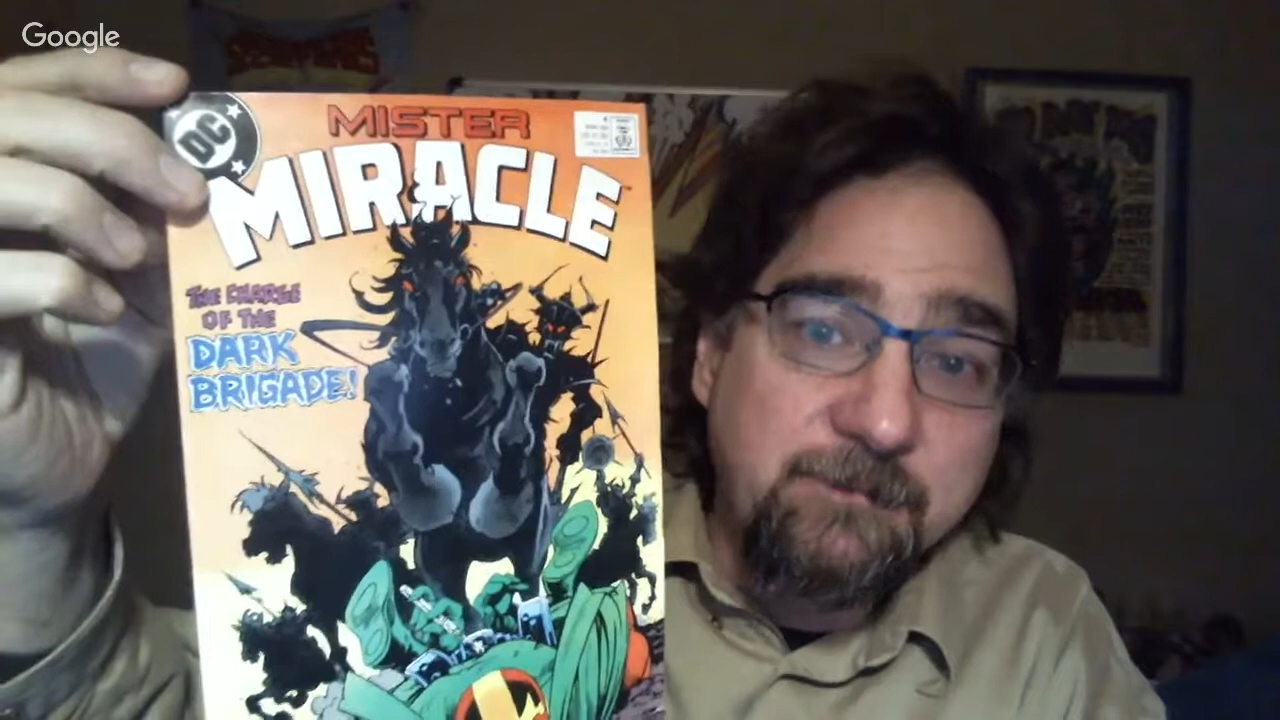 Google
DC
MISTER
MIRACLE
THE CHARGE
OF THE
DARK
BRIGADE!